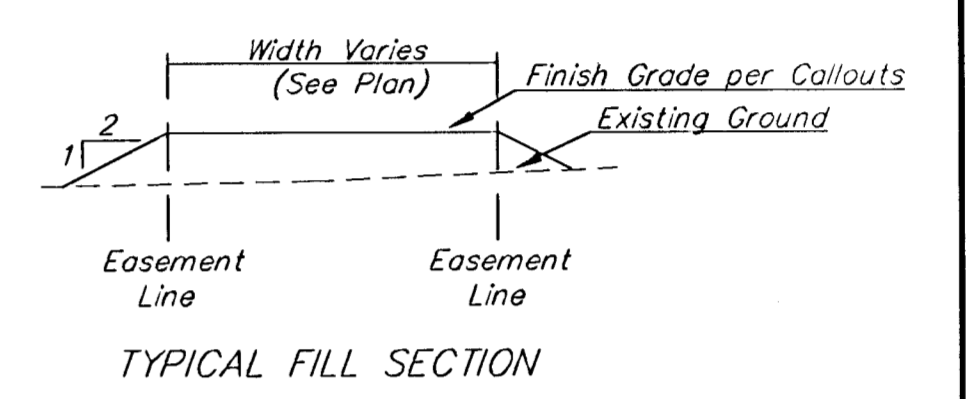 Width Varies
(See Plan)
Finish Grade per Callouts
Existing Ground
2
1
Easement
Line
Easement
Line
TYPICAL FILL SECTION